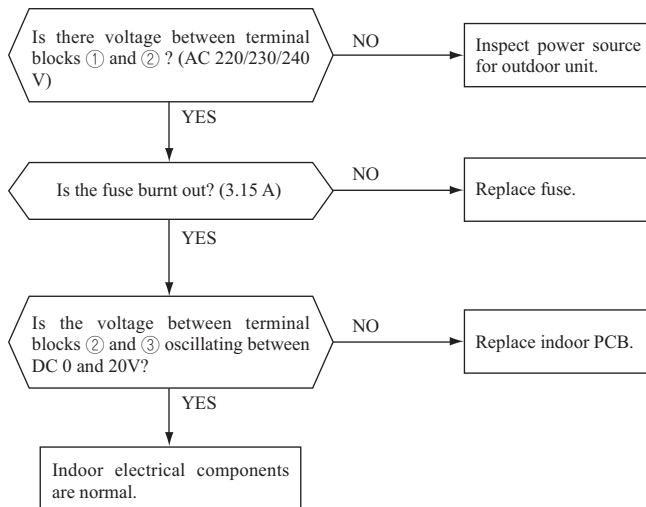 Is there voltage between terminal
blocks ① and ② ? (AC 220/230/240
V)
NO
Inspect power source
for outdoor unit.
YES
Is the fuse burnt out? (3.15 A)
NO
Replace fuse.
YES
Is the voltage between terminal
blocks ② and ③ oscillating between
DC 0 and 20V?
NO
Replace indoor PCB.
YES
Indoor electrical components
are normal.